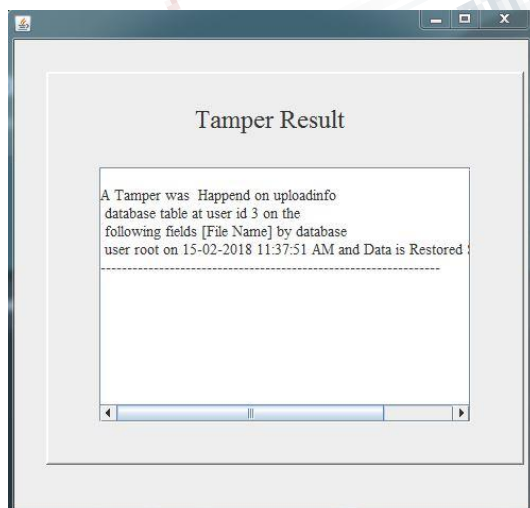 Tamper Result
A Tamper was Happend on uploadinfo
database table at user id 3 on the
following fields [File Name] by database
user root on 15-02-2018 11:37:51 AM and Data is Restored
----------------------------------------------------------------